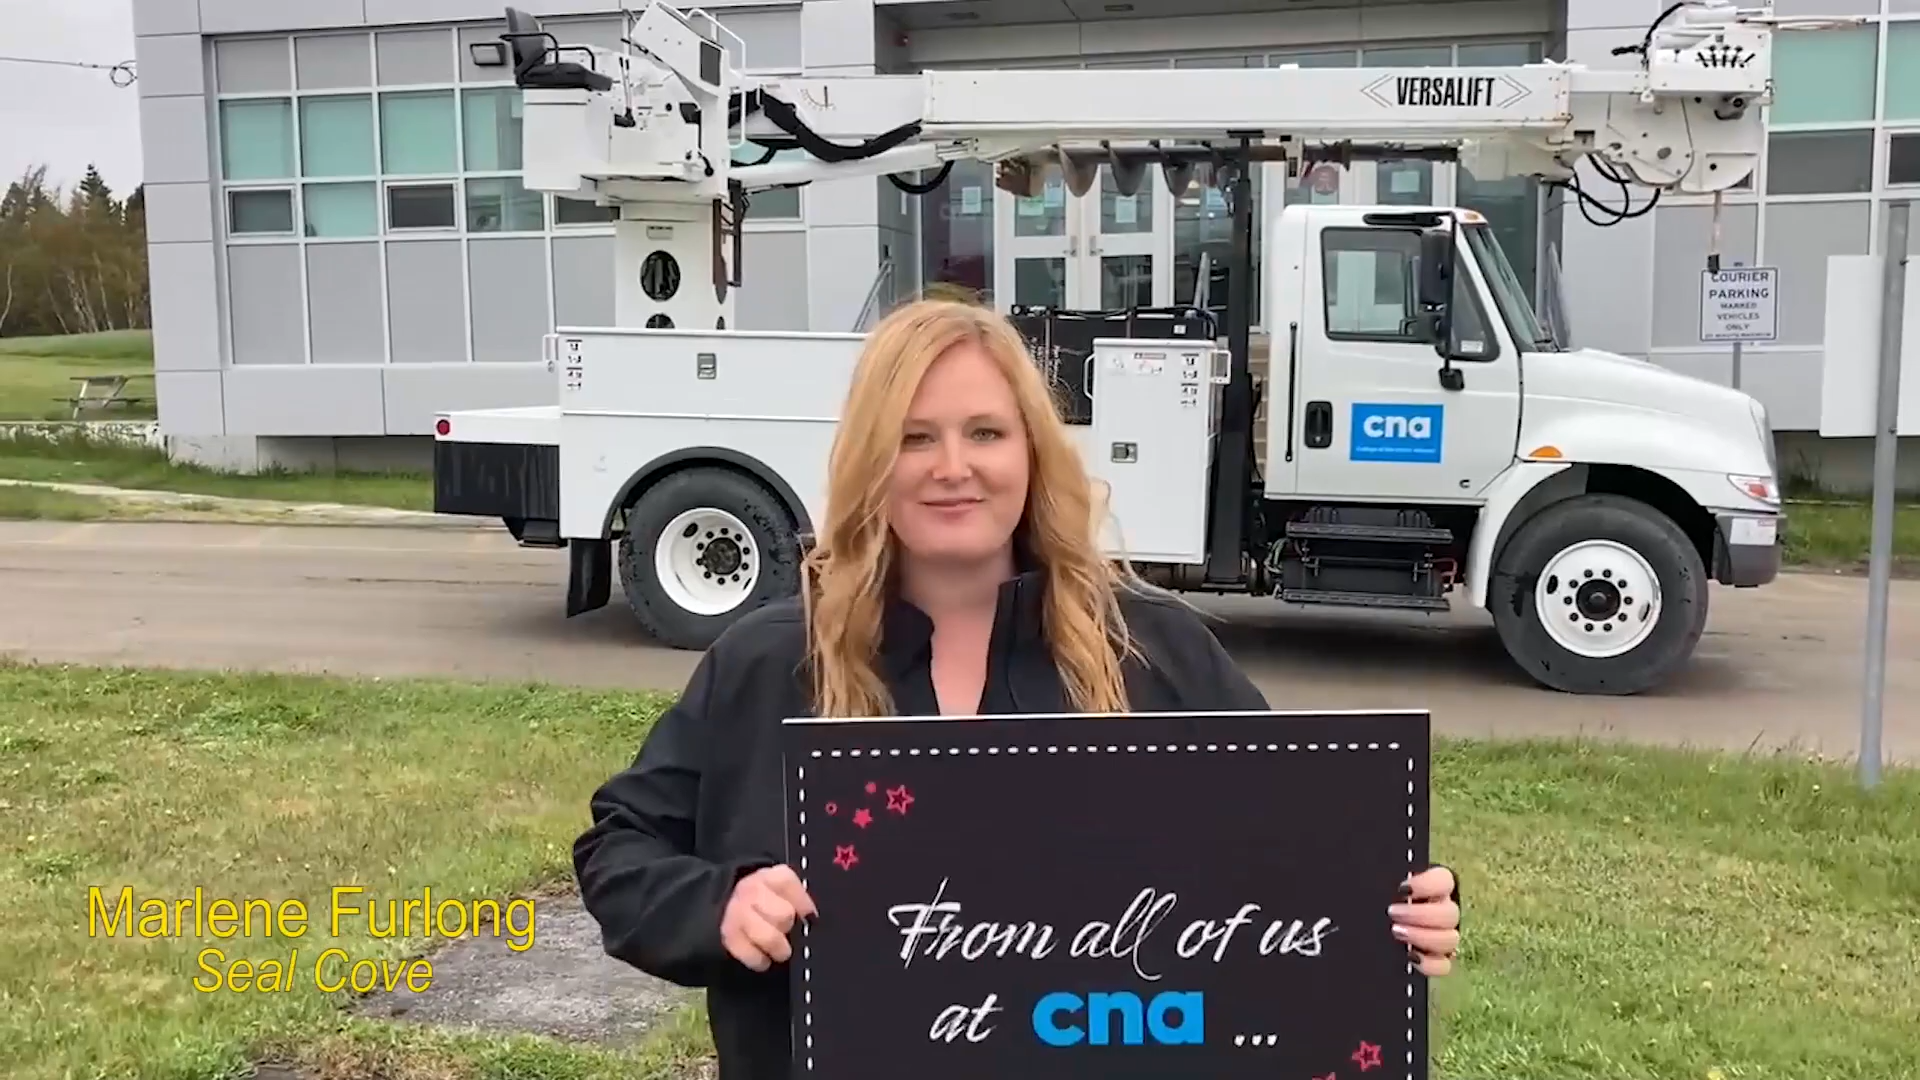 VERSALIFT
COURIER
PARKING
MARKED
VEHICLES
ONLY
cna
From all of us
at cna ...
Marlene Furlong
Seal Cove